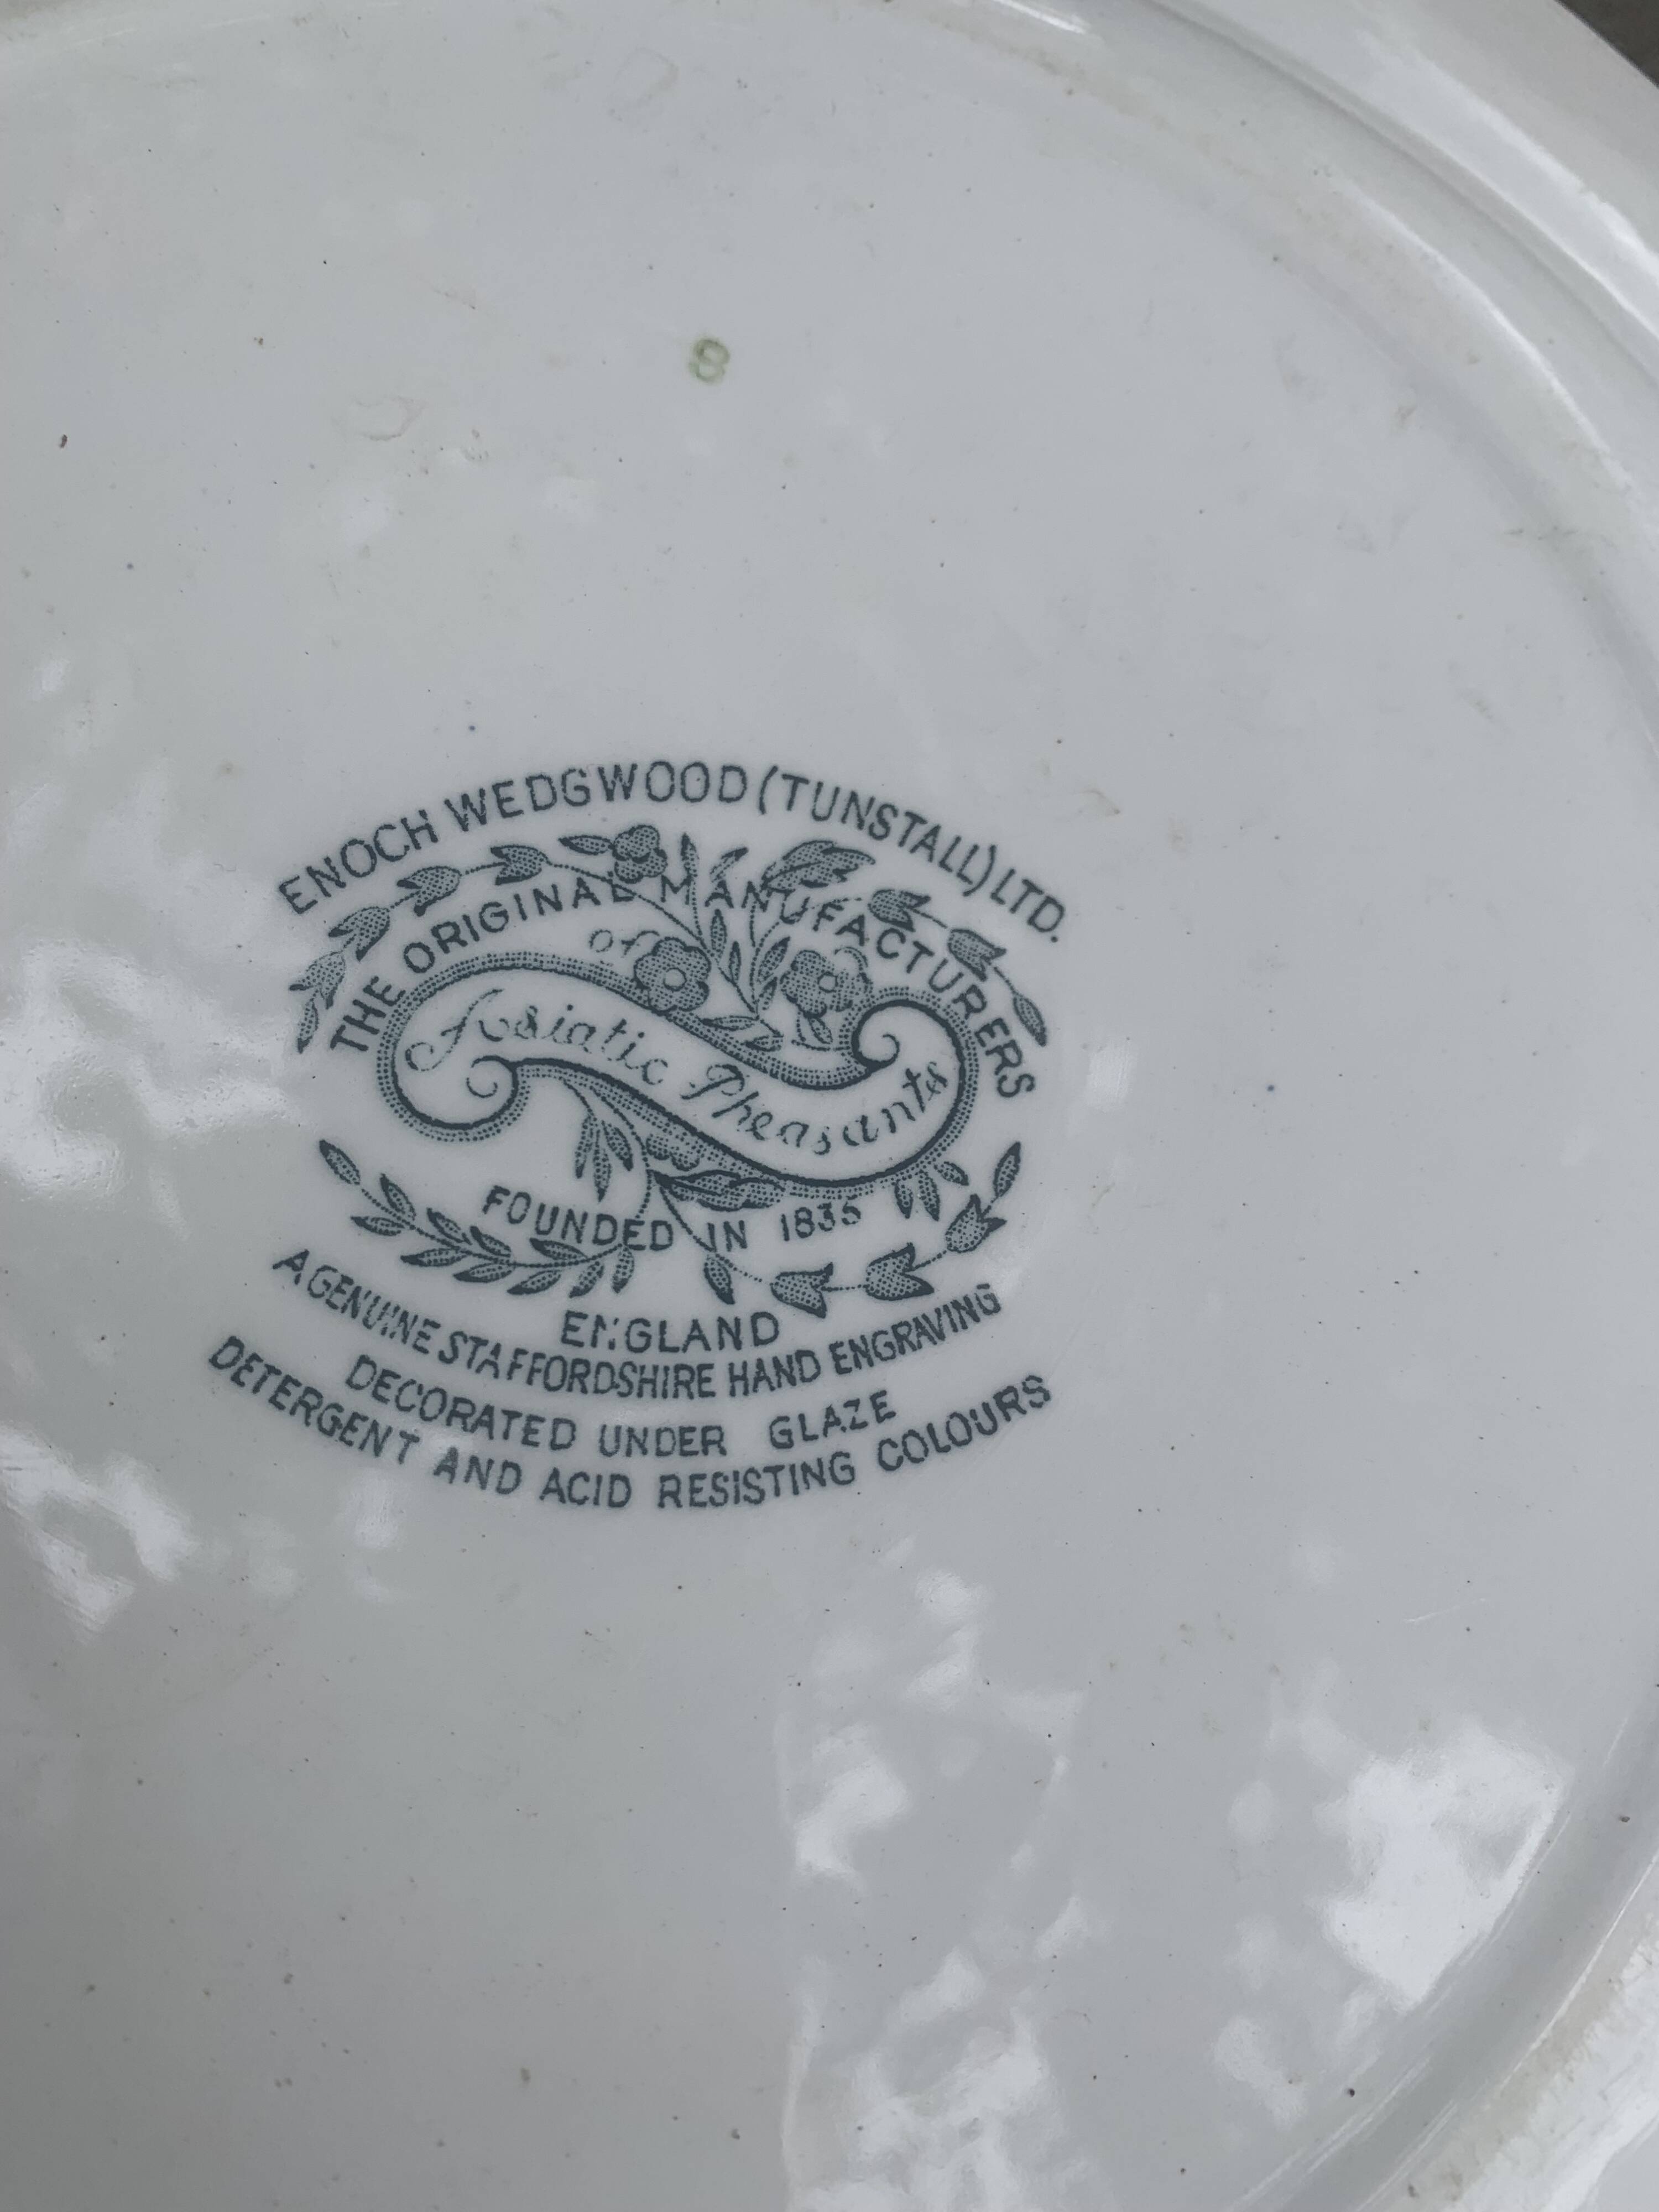 8
ENOCH WEDGWOOD (TUNSTALL) LTD.
THE ORIGINAL MANUFACTURERS
of
Asiatic Pheasants
FOUNDED IN 1835
ENGLAND
A GENUINE STAFFORDSHIRE HAND ENGRAVING
DECORATED UNDER GLAZE
DETERGENT AND ACID RESISTING COLOURS